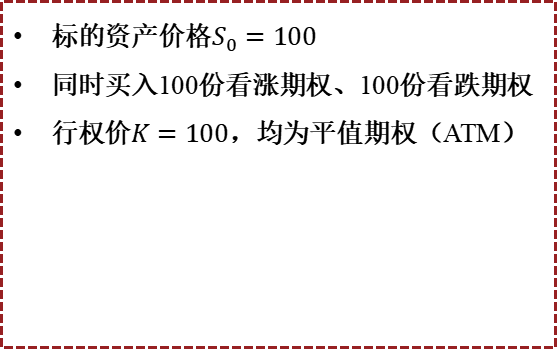 • 标的资产价格S₀ = 100
• 同时买入100份看涨期权、100份看跌期权
• 行权价K = 100，均为平值期权（ATM）